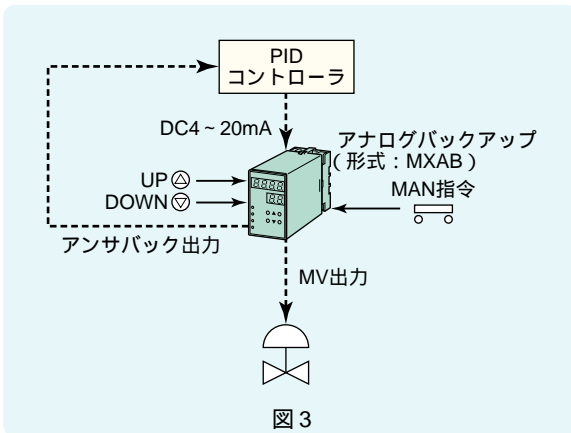 PID
コントローラ
DC4~20mA
アナログバックアップ
(形式:MXAB)
UP
DOWN
MAN指令
アンサバック出力
MV出力
図3